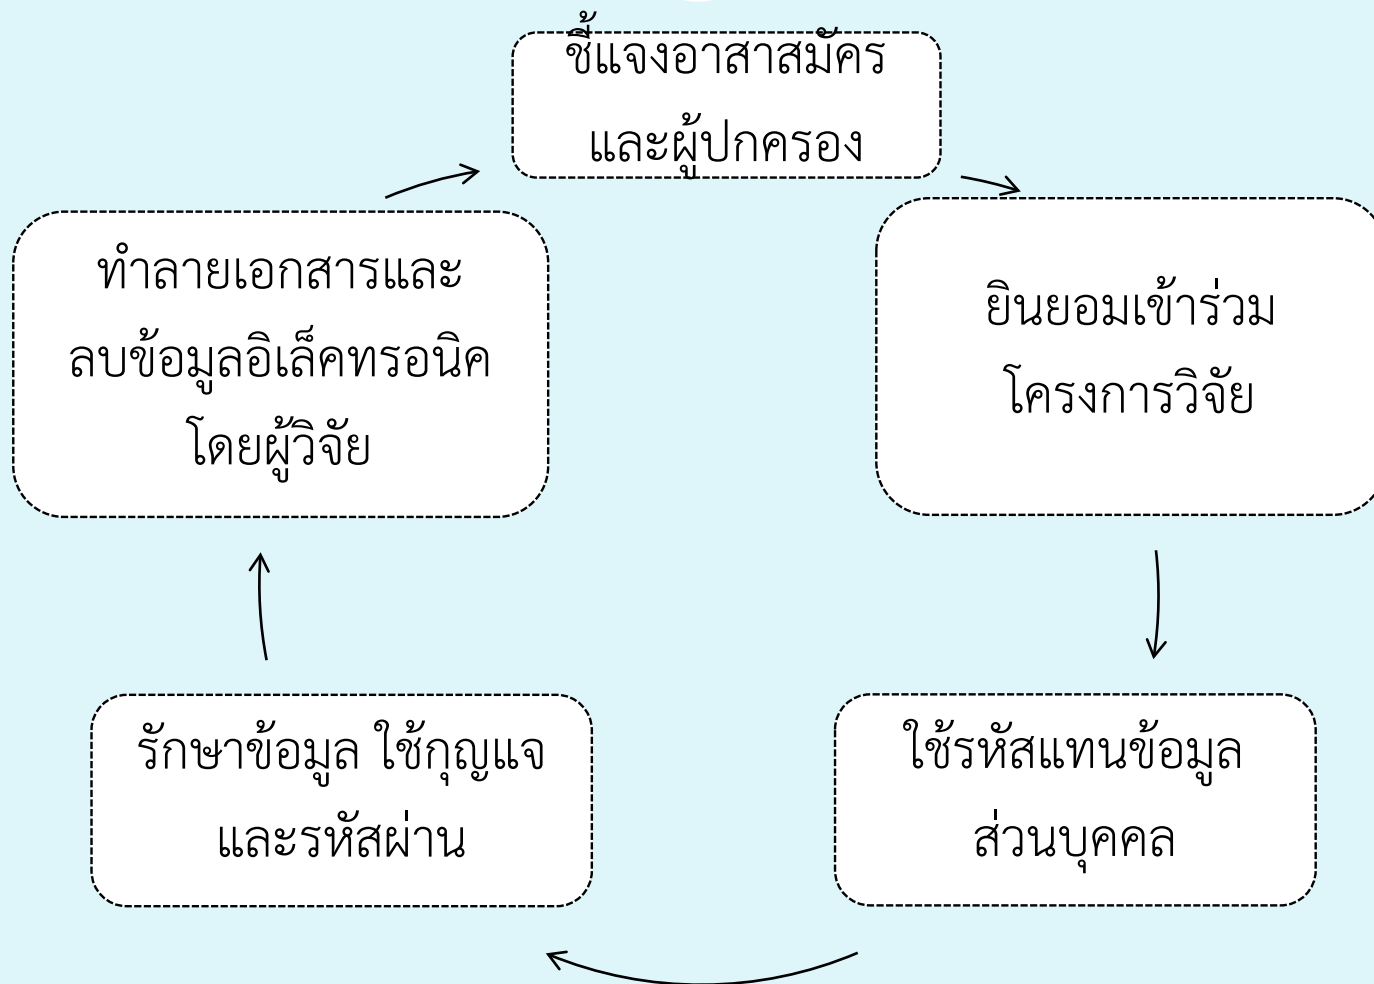 ชี้แจงอาสาสมัคร
และผู้ปกครอง
ยินยอมเข้าร่วม
โครงการวิจัย
ใช้รหัสแทนข้อมูล
ส่วนบุคคล
รักษาข้อมูล ใช้กุญแจ
และรหัสผ่าน
ทำลายเอกสารและ
ลบข้อมูลอิเล็คทรอนิค
โดยผู้วิจัย